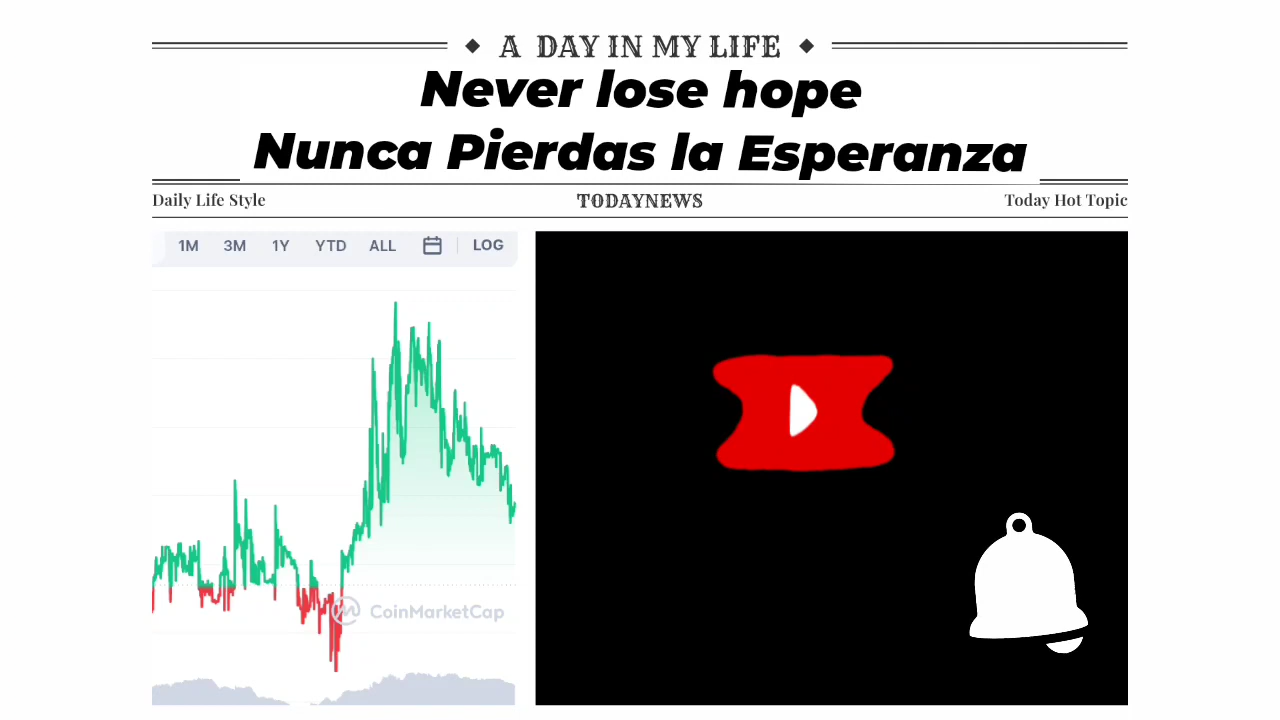 A DAY IN MY LIFE
Never lose hope
Nunca Pierdas la Esperanza
Daily Life Style TODAYNEWS Today Hot Topic
1M 3M 1Y YTD ALL LOG
CoinMarketCap